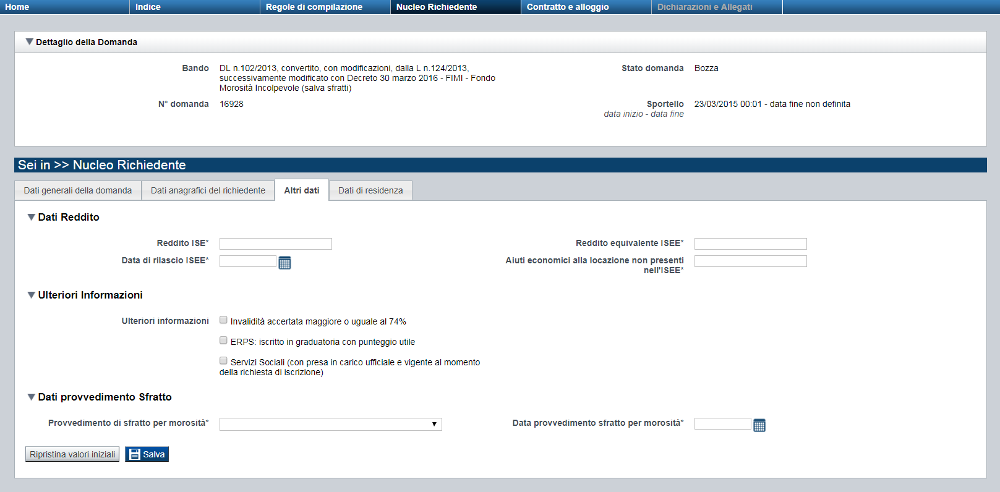 Home
Indice
Regole di compilazione
Nucleo Richiedente
Contratto e alloggio
Dichiarazioni e Allegati
Dettaglio della Domanda
Bando
DL n.102/2013, convertito, con modificazioni, dalla L n.124/2013,
successivamente modificato con Decreto 30 marzo 2016 - FIMI - Fondo
Morosità Incolpevole (salva sfratti)
Stato domanda
Bozza
N° domanda
16928
Sportello
data inizio - data fine
23/03/2015 00:01 - data fine non definita
Sei in >> Nucleo Richiedente
Dati generali della domanda
Dati anagrafici del richiedente
Altri dati
Dati di residenza
Dati Reddito
Reddito ISE*
Reddito equivalente ISEE*
Data di rilascio ISEE*
Aiuti economici alla locazione non presenti
nell'ISEE*
Ulteriori Informazioni
Ulteriori informazioni
Invalidità accertata maggiore o uguale al 74%
ERPS: iscritto in graduatoria con punteggio utile
Servizi Sociali (con presa in carico ufficiale e vigente al momento
della richiesta di iscrizione)
Dati provvedimento Sfratto
Provvedimento di sfratto per morosità*
Data provvedimento sfratto per morosità*
Ripristina valori iniziali
Salva